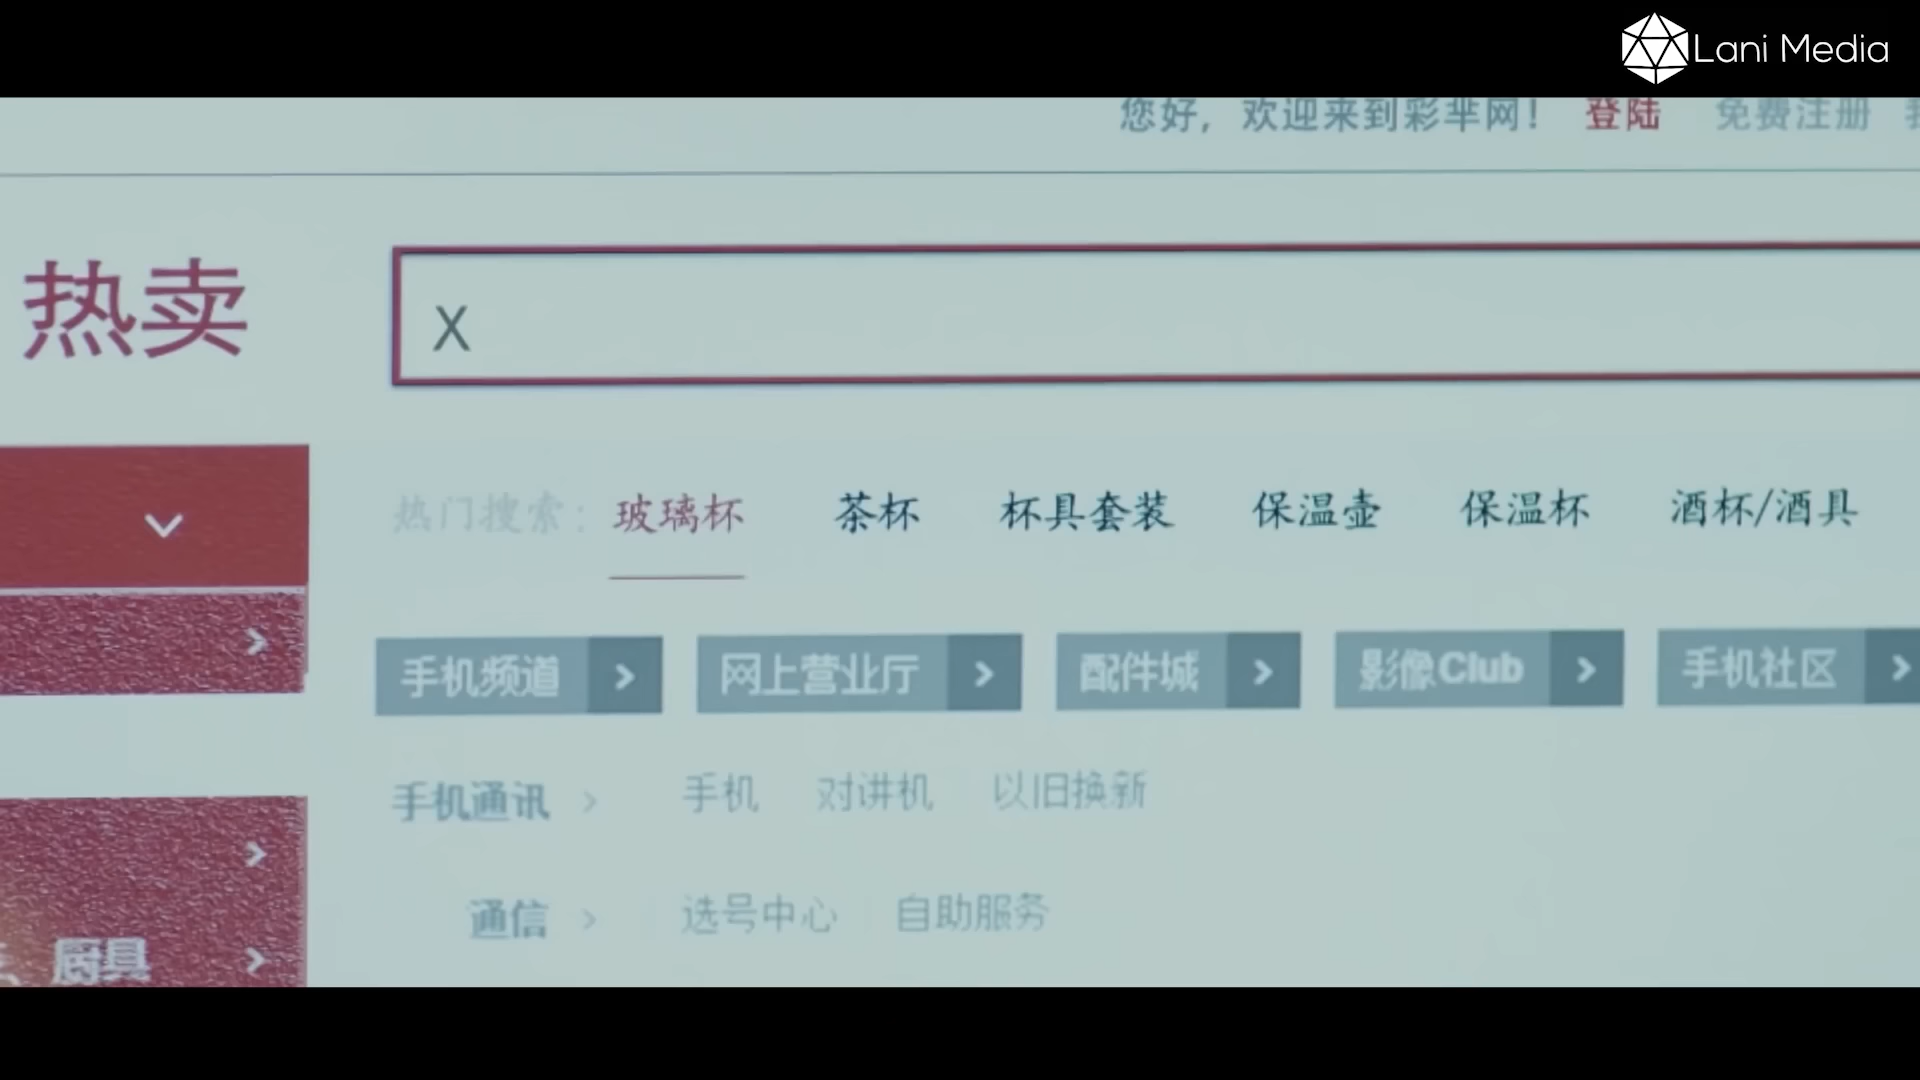 Lani Media
您好，欢迎来到彩芈网！ 登陆 免费注册
热卖
X
热门搜索： 玻璃杯 茶杯 杯具套装 保温壶 保温杯 酒杯/酒具
手机频道 网上营业厅 配件城 影像Club 手机社区
手机通讯 手机 对讲机 以旧换新
通信 选号中心 自助服务
厨具